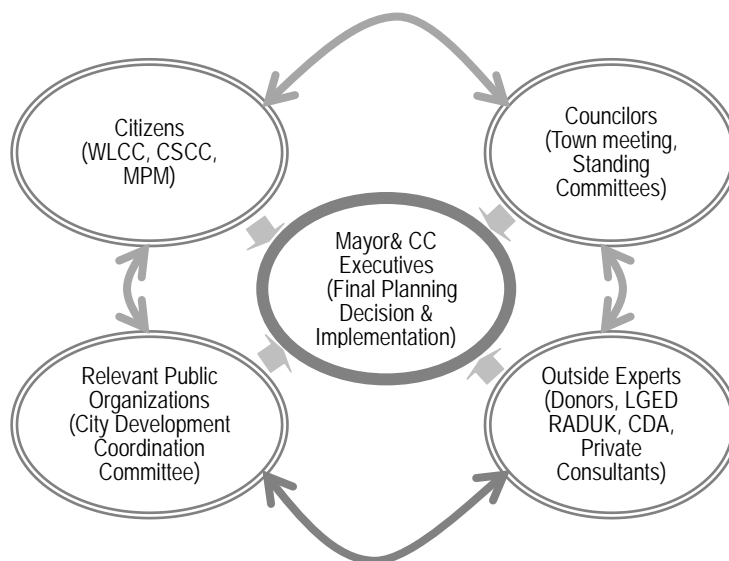 Citizens
(WLCC, CSCC,
MPM)
Councilors
(Town meeting,
Standing
Committees)
Mayor& CC
Executives
(Final Planning
Decision &
Implementation)
Relevant Public
Organizations
(City Development
Coordination
Committee)
Outside Experts
(Donors, LGED
RADUK, CDA,
Private
Consultants)